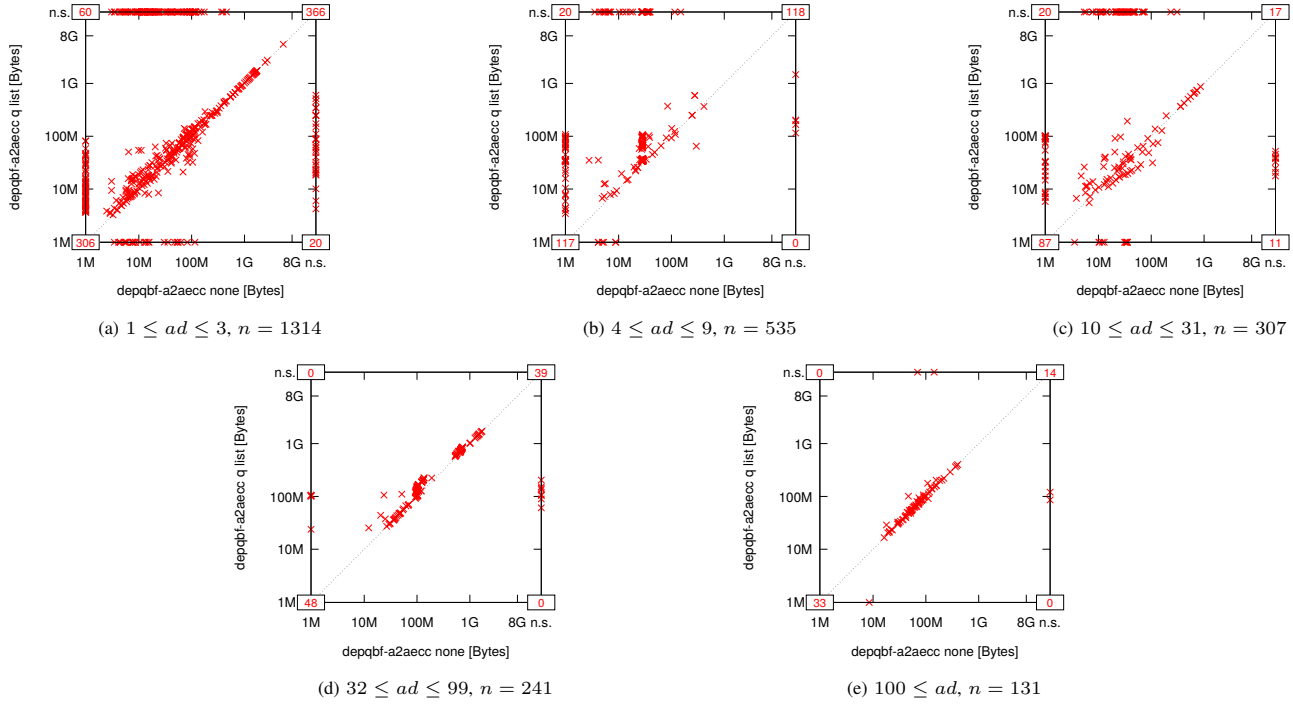 depqbf-a2aecc q list [Bytes]
n.s.
8G
1G
100M
10M
1M
60
366
306
20
1M 10M 100M 1G 8G n.s.
depqbf-a2aecc none [Bytes]
(a) 1 ≤ ad ≤ 3, n = 1314
depqbf-a2aecc q list [Bytes]
n.s.
8G
1G
100M
10M
1M
20
118
117
0
1M 10M 100M 1G 8G n.s.
depqbf-a2aecc none [Bytes]
(b) 4 ≤ ad ≤ 9, n = 535
depqbf-a2aecc q list [Bytes]
n.s.
8G
1G
100M
10M
1M
20
17
87
11
1M 10M 100M 1G 8G n.s.
depqbf-a2aecc none [Bytes]
(c) 10 ≤ ad ≤ 31, n = 307
depqbf-a2aecc q list [Bytes]
n.s.
8G
1G
100M
10M
1M
0
39
48
0
1M 10M 100M 1G 8G n.s.
depqbf-a2aecc none [Bytes]
(d) 32 ≤ ad ≤ 99, n = 241
depqbf-a2aecc q list [Bytes]
n.s.
8G
1G
100M
10M
1M
0
14
33
0
1M 10M 100M 1G 8G n.s.
depqbf-a2aecc none [Bytes]
(e) 100 ≤ ad, n = 131